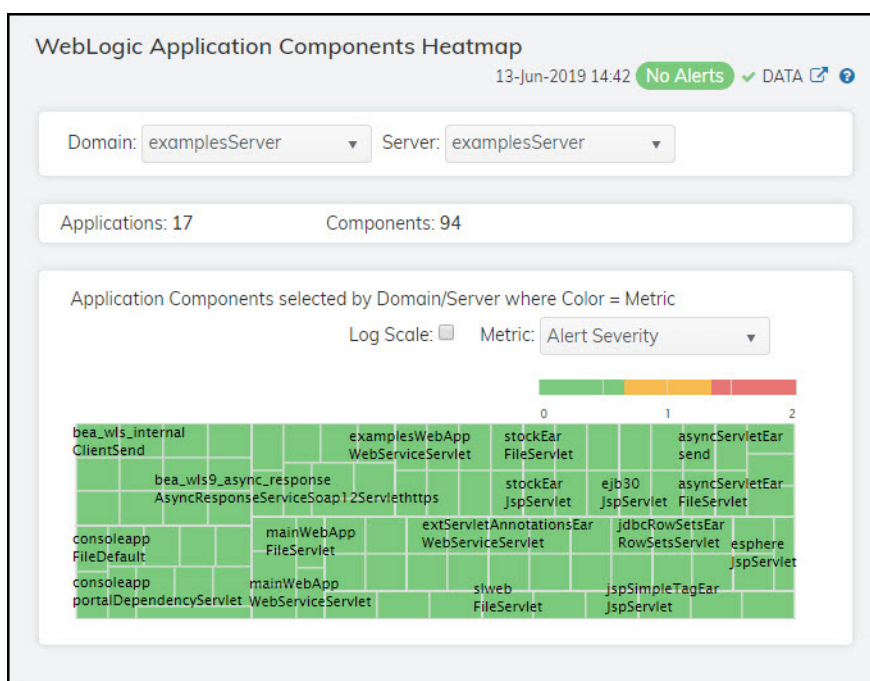 WebLogic Application Components Heatmap
13-Jun-2019 14:42 No Alerts DATA
Domain: examplesServer Server: examplesServer
Applications: 17 Components: 94
Application Components selected by Domain/Server where Color = Metric
Log Scale: Metric: Alert Severity
0 1 2
bea_wls_internal examplesWebApp stockEar asyncServletEar
ClientSend WebServiceServlet FileServlet send
bea_wls9_async_response stockEar ejb30 asyncServletEar
AsyncResponseServiceSoap12Servlethttps JspServlet JspServlet FileServlet
consoleapp mainWebApp extServletAnnotationsEar jdbcRowSetsEar esphere
FileDefault FileServlet WebServiceServlet RowSetsServlet JspServlet
consoleapp mainWebApp slweb jspSimpleTagEar
portalDependencyServlet WebServiceServlet FileServlet JspServlet